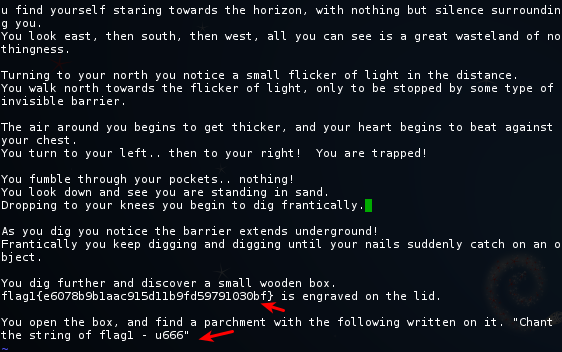 u find yourself staring towards the horizon, with nothing but silence surroundin
g you.
You look east, then south, then west, all you can see is a great wasteland of no
thingness.
Turning to your north you notice a small flicker of light in the distance.
You walk north towards the flicker of light, only to be stopped by some type of
invisible barrier.
The air around you begins to get thicker, and your heart begins to beat against
your chest.
You turn to your left.. then to your right!  You are trapped!
You fumble through your pockets.. nothing!
You look down and see you are standing in sand.
Dropping to your knees you begin to dig frantically.
As you dig you notice the barrier extends underground!
Frantically you keep digging and digging until your nails suddenly catch on an o
bject.
You dig further and discover a small wooden box.
flag1{e6078b9b1aac915d11b9fd59791030bf} is engraved on the lid.
You open the box, and find a parchment with the following written on it. "Chant
the string of flag1 - u666"
~